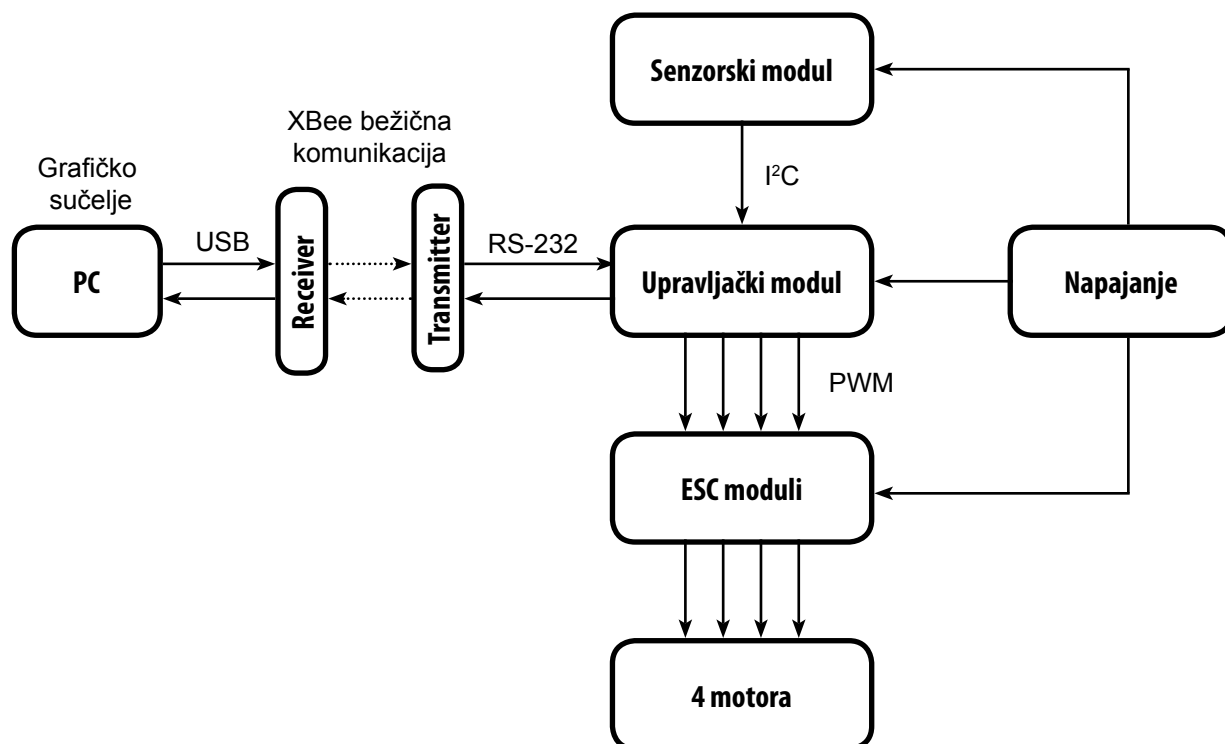 Senzorski modul
XBee bežična
komunikacija
Grafičko
sučelje
I²C
PC
USB
Receiver
Transmitter
RS-232
Upravljački modul
Napajanje
PWM
ESC moduli
4 motora